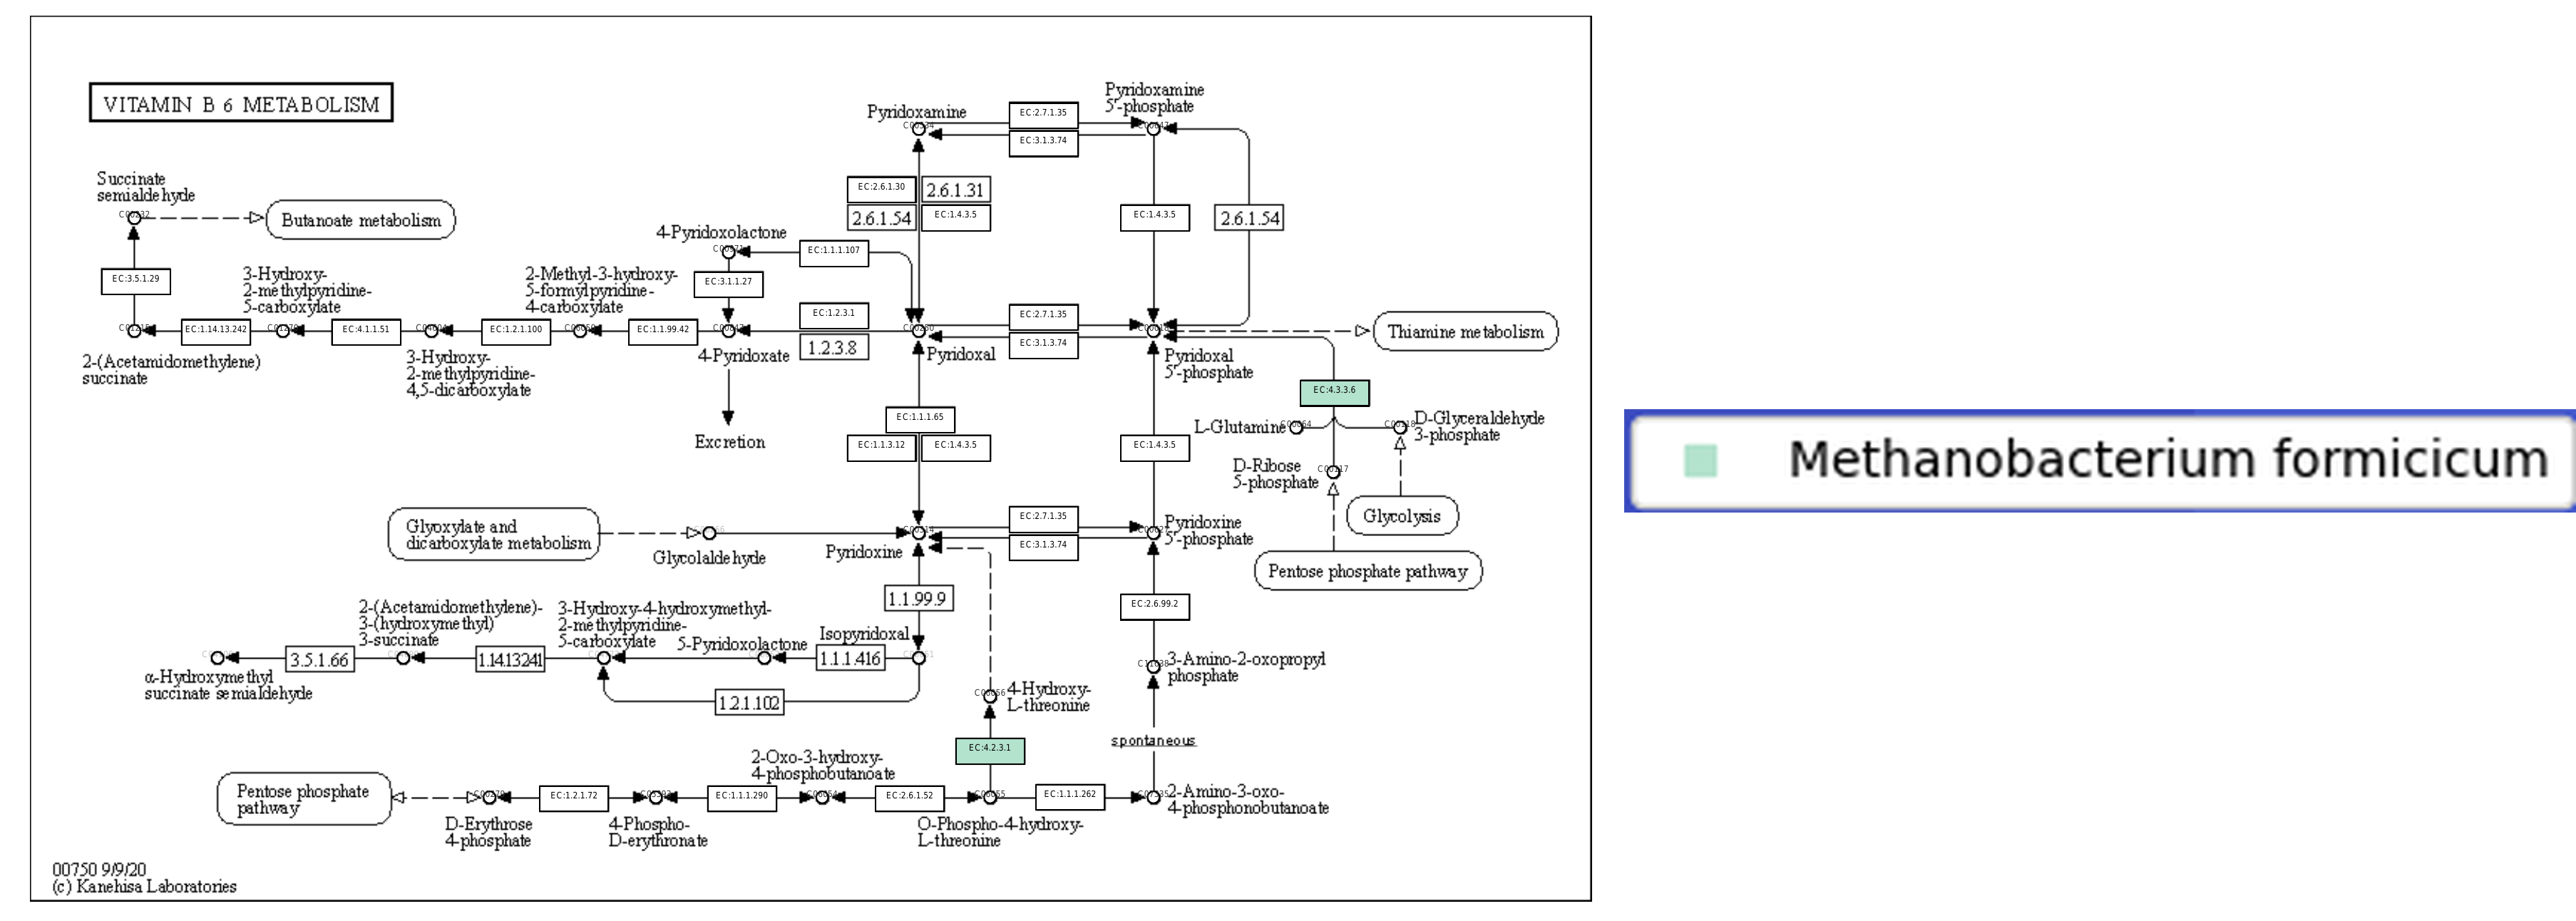 VITAMIN B 6 METABOLISM
Pyridoxamine
Pyridoxamine
5'-phosphate
EC:2.7.1.35
EC:3.1.3.74
Succinate
semialdehyde
Butanoate metabolism
EC:2.6.1.30
2.6.1.31
2.6.1.54
EC:1.4.3.5
EC:1.4.3.5
2.6.1.54
4-Pyridoxolactone
EC:1.1.1.107
EC:3.5.1.29
3-Hydroxy-
2-methylpyridine-
5-carboxylate
2-Methyl-3-hydroxy-
5-formylpyridine-
4-carboxylate
EC:3.1.1.27
EC:1.14.13.242
EC:4.1.1.51
EC:1.2.1.100
EC:1.1.99.42
EC:1.2.3.1
1.2.3.8
EC:2.7.1.35
EC:3.1.3.74
Thiamine metabolism
2-(Acetamidomethylene)
succinate
3-Hydroxy-
2-methylpyridine-
4,5-dicarboxylate
4-Pyridoxate
Pyridoxal
Pyridoxal
5'-phosphate
EC:4.3.3.6
Excretion
EC:1.1.1.65
EC:1.1.3.12
EC:1.4.3.5
EC:1.4.3.5
L-Glutamine
D-Glyceraldehyde
3-phosphate
D-Ribose
5-phosphate
C00117
Glycolysis
Pentose phosphate pathway
Glyoxylate and
dicarboxylate metabolism
Glycolaldehyde
Pyridoxine
EC:2.7.1.35
EC:3.1.3.74
Pyridoxine
5'-phosphate
1.1.99.9
EC:2.6.99.2
2-(Acetamidomethylene)-
3-(hydroxymethyl)
3-succinate
3-Hydroxy-4-hydroxymethyl-
2-methylpyridine-
5-carboxylate
5-Pyridoxolactone
Isopyridoxal
3.5.1.66
1.14.13241
1.1.1.416
α-Hydroxymethyl
succinate semialdehyde
1.2.1.102
4-Hydroxy-
L-threonine
3-Amino-2-oxopropyl
phosphate
EC:4.2.3.1
spontaneous
Pentose phosphate
pathway
2-Oxo-3-hydroxy-
4-phosphobutanoate
EC:1.2.1.72
EC:1.1.1.290
EC:2.6.1.52
EC:1.1.1.262
2-Amino-3-oxo-
4-phosphonobutanoate
D-Erythrose
4-phosphate
4-Phospho-
D-erythronate
O-Phospho-4-hydroxy-
L-threonine
00750 9/9/20
(c) Kanehisa Laboratories
Methanobacterium formicicum